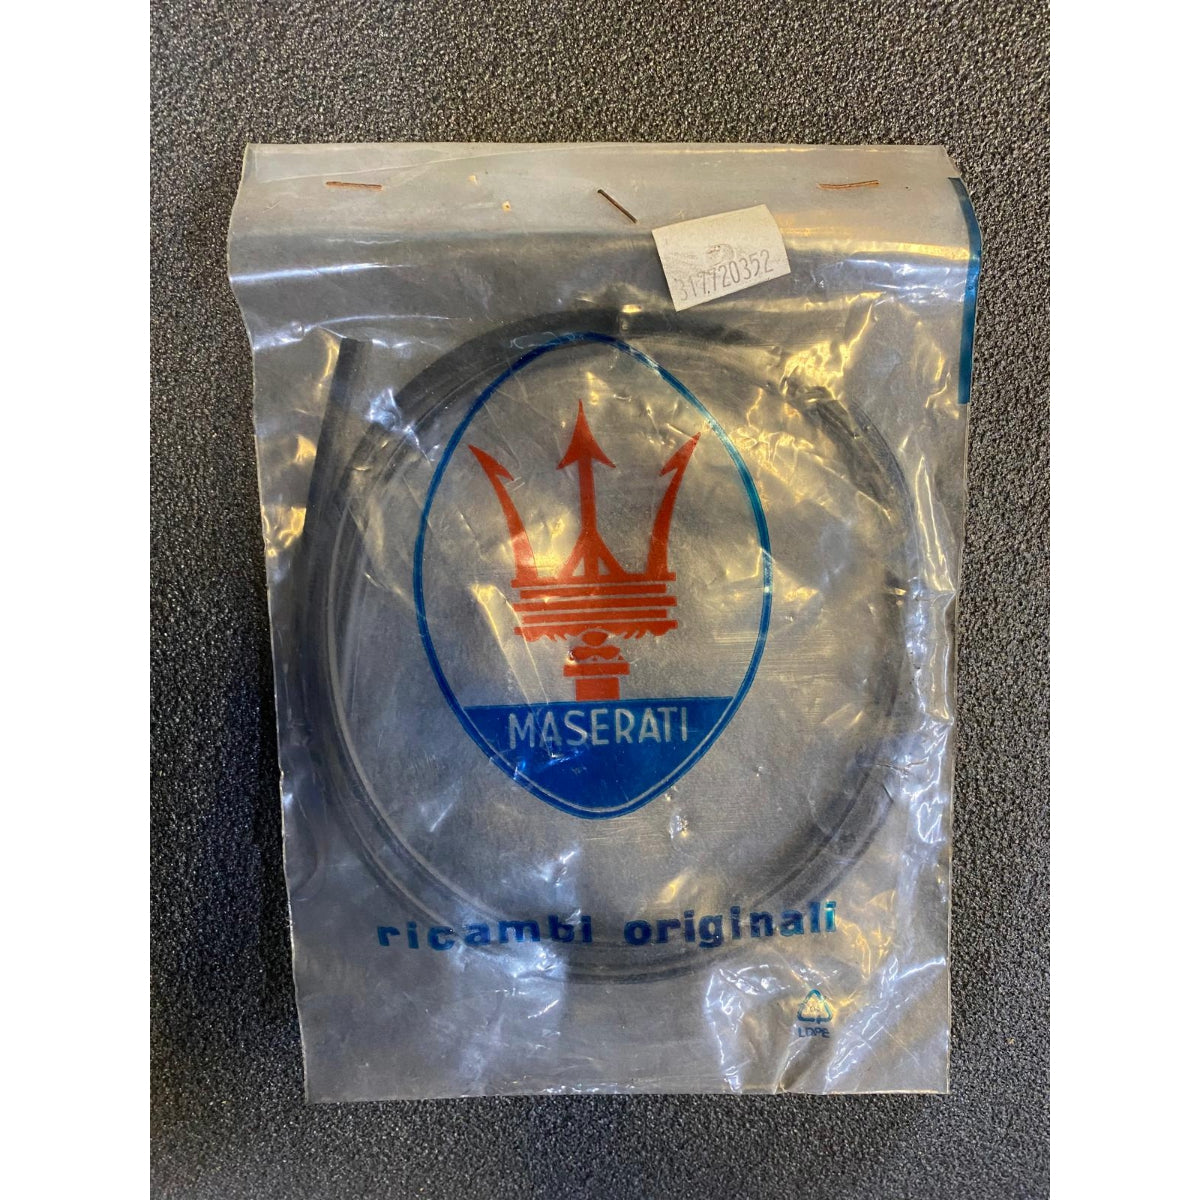 317720352
MASERATI
ricambi originali
LDPE